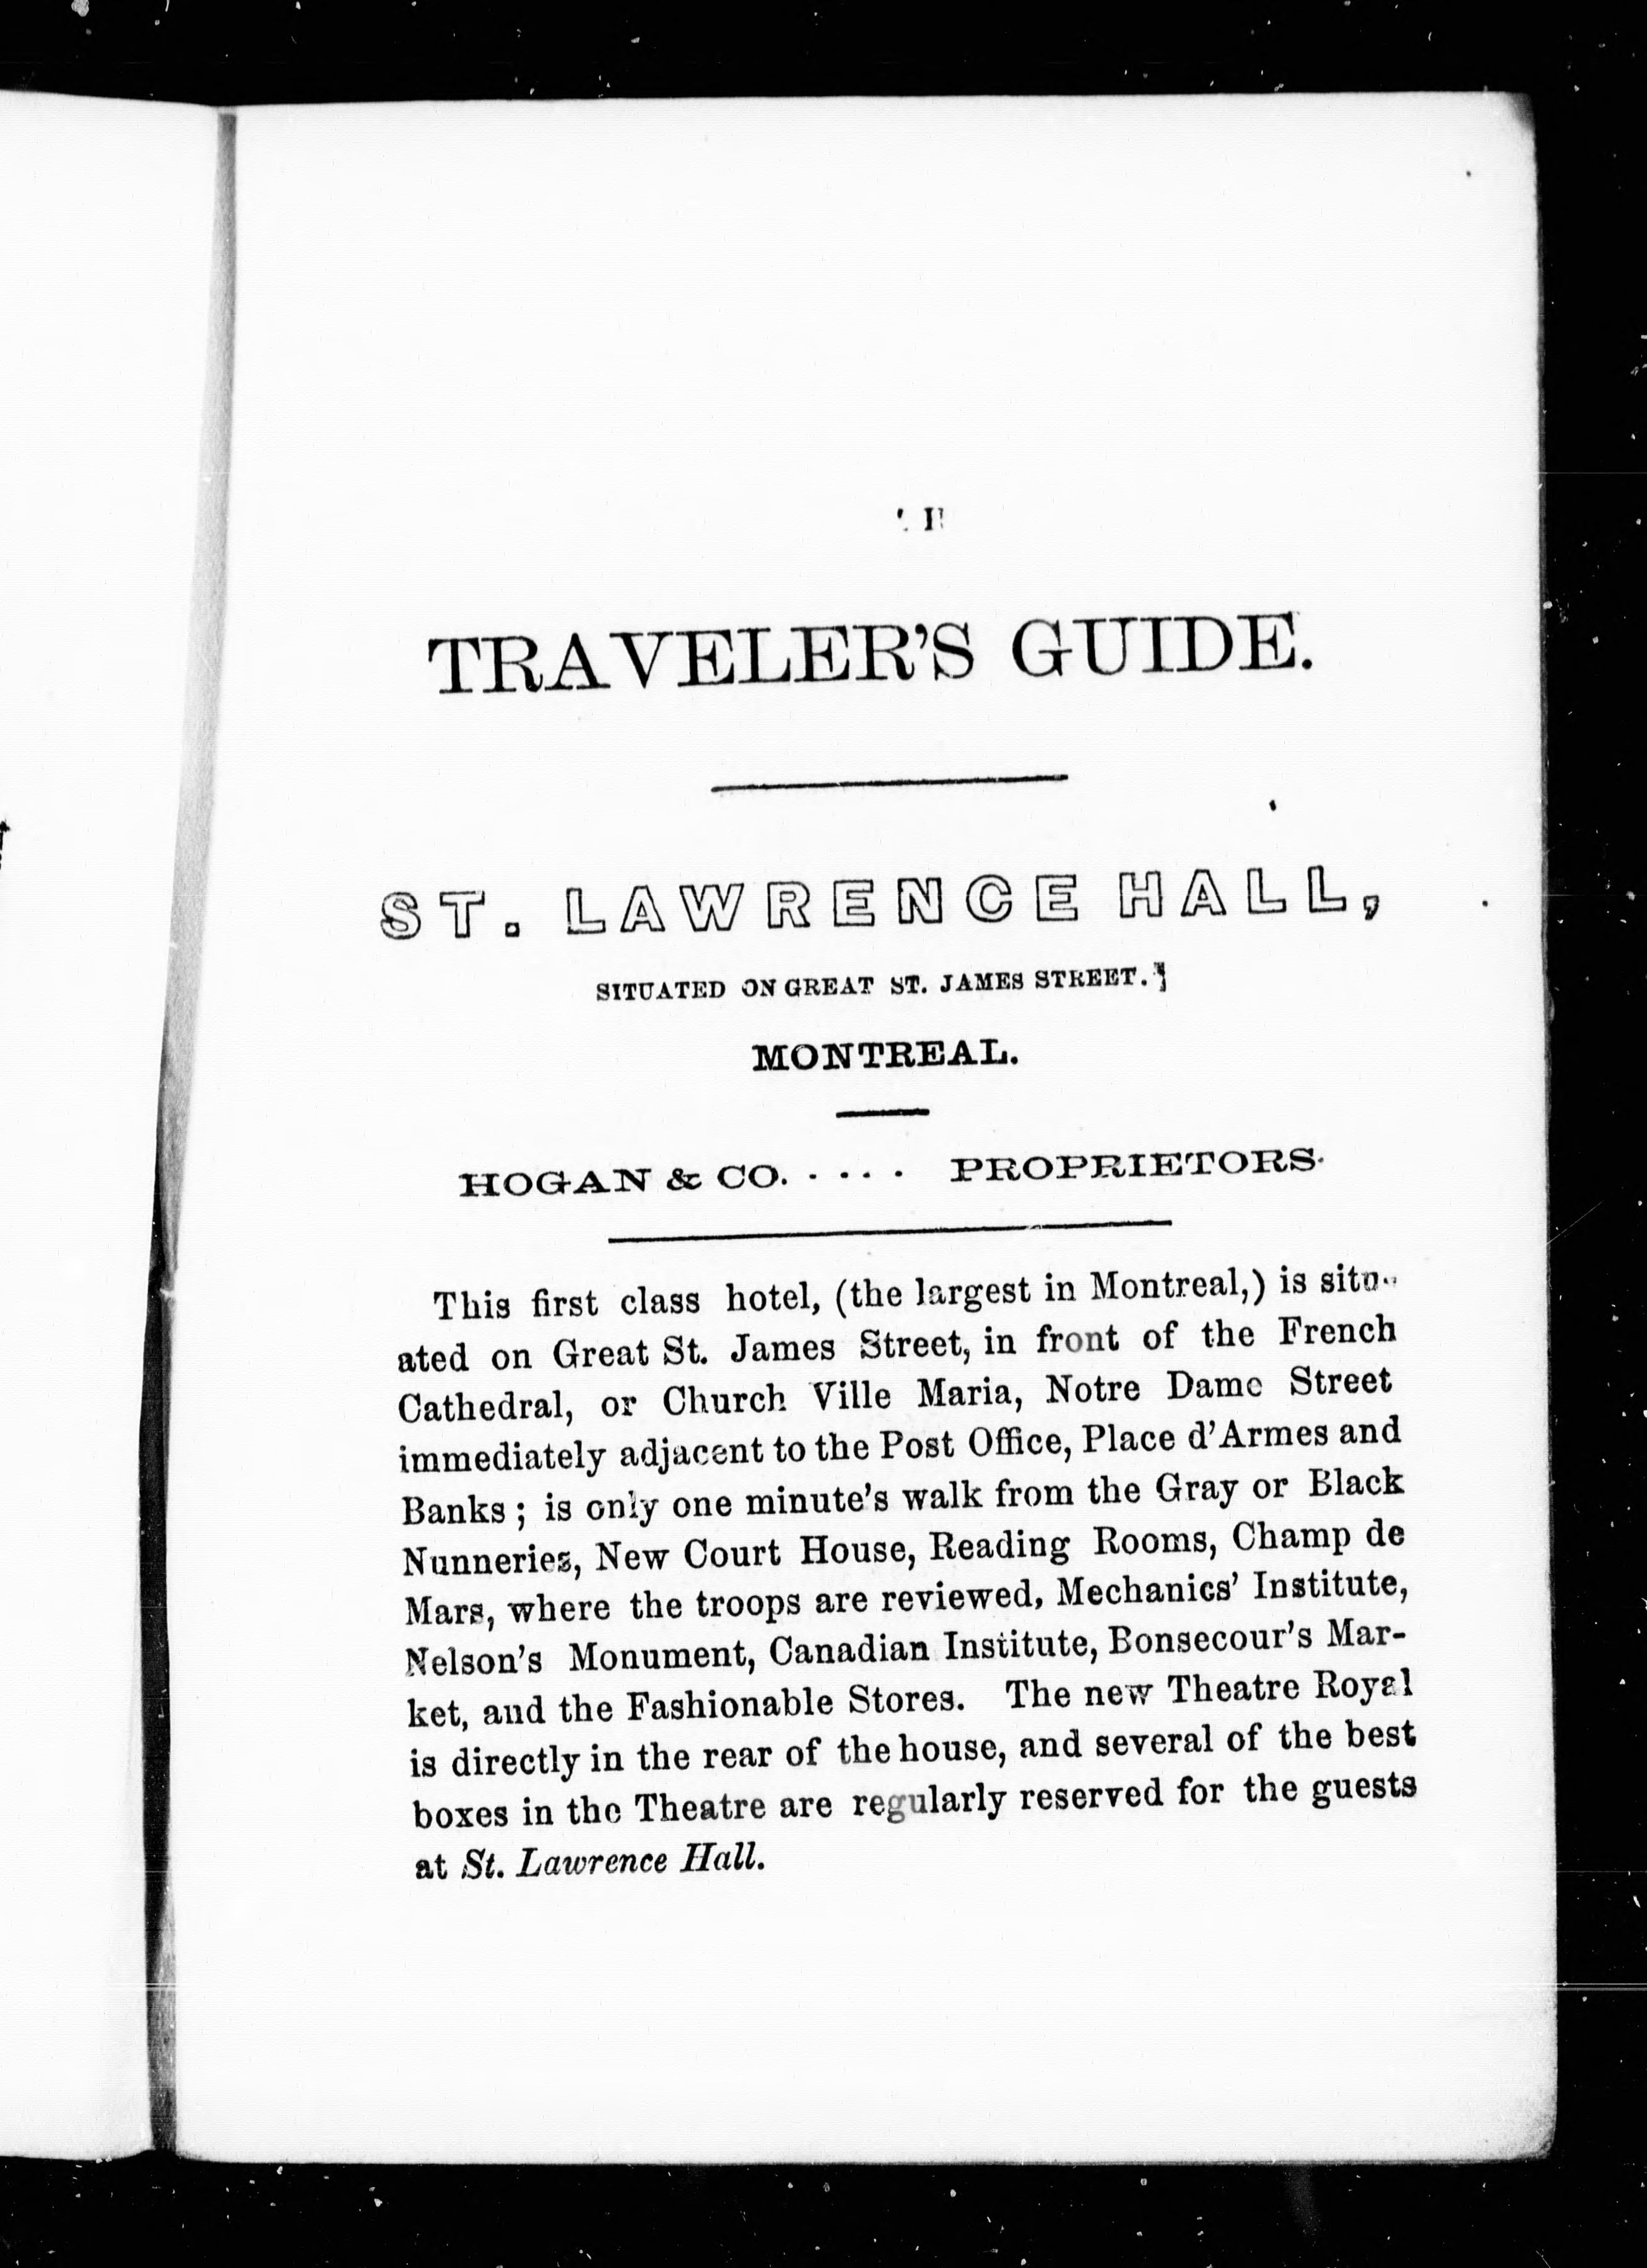 TRAVELER'S GUIDE.
ST. LAWRENCE HALL,
SITUATED ON GREAT ST. JAMES STREET.
MONTREAL.
HOGAN & CO. . . . . PROPRIETORS.
This first class hotel, (the largest in Montreal,) is situ-
ated on Great St. James Street, in front of the French
Cathedral, or Church Ville Maria, Notre Dame Street
immediately adjacent to the Post Office, Place d'Armes and
Banks; is only one minute's walk from the Gray or Black
Nunneries, New Court House, Reading Rooms, Champ de
Mars, where the troops are reviewed, Mechanics' Institute,
Nelson's Monument, Canadian Institute, Bonsecour's Mar-
ket, and the Fashionable Stores. The new Theatre Royal
is directly in the rear of the house, and several of the best
boxes in the Theatre are regularly reserved for the guests
at St. Lawrence Hall.